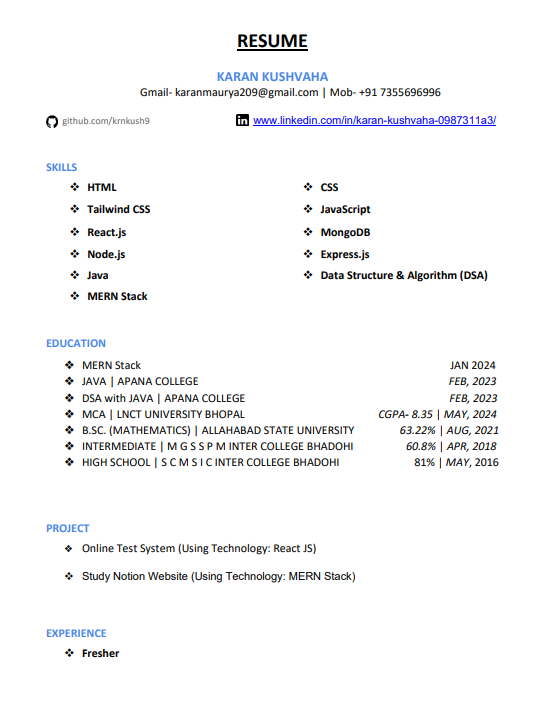 RESUME
KARAN KUSHVAHA
Gmail- karanmaurya209@gmail.com | Mob- +91 7355696996
github.com/krnkush9 www.linkedin.com/in/karan-kushvaha-0987311a3/
SKILLS
❖ HTML ❖ CSS
❖ Tailwind CSS ❖ JavaScript
❖ React.js ❖ MongoDB
❖ Node.js ❖ Express.js
❖ Java ❖ Data Structure & Algorithm (DSA)
❖ MERN Stack
EDUCATION
❖ MERN Stack JAN 2024
❖ JAVA | APANA COLLEGE FEB, 2023
❖ DSA with JAVA | APANA COLLEGE FEB, 2023
❖ MCA | LNCT UNIVERSITY BHOPAL CGPA- 8.35 | MAY, 2024
❖ B.SC. (MATHEMATICS) | ALLAHABAD STATE UNIVERSITY 63.22% | AUG, 2021
❖ INTERMEDIATE | M G S S P M INTER COLLEGE BHADOHI 60.8% | APR, 2018
❖ HIGH SCHOOL | S C M S I C INTER COLLEGE BHADOHI 81% | MAY, 2016
PROJECT
❖ Online Test System (Using Technology: React JS)
❖ Study Notion Website (Using Technology: MERN Stack)
EXPERIENCE
❖ Fresher